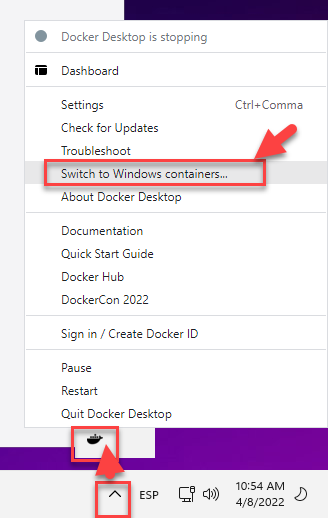 Docker Desktop is stopping
Dashboard
Settings Ctrl+Comma
Check for Updates
Troubleshoot
Switch to Windows containers...
About Docker Desktop
Documentation
Quick Start Guide
Docker Hub
DockerCon 2022
Sign in / Create Docker ID
Pause
Restart
Quit Docker Desktop
ESP
10:54 AM
4/8/2022